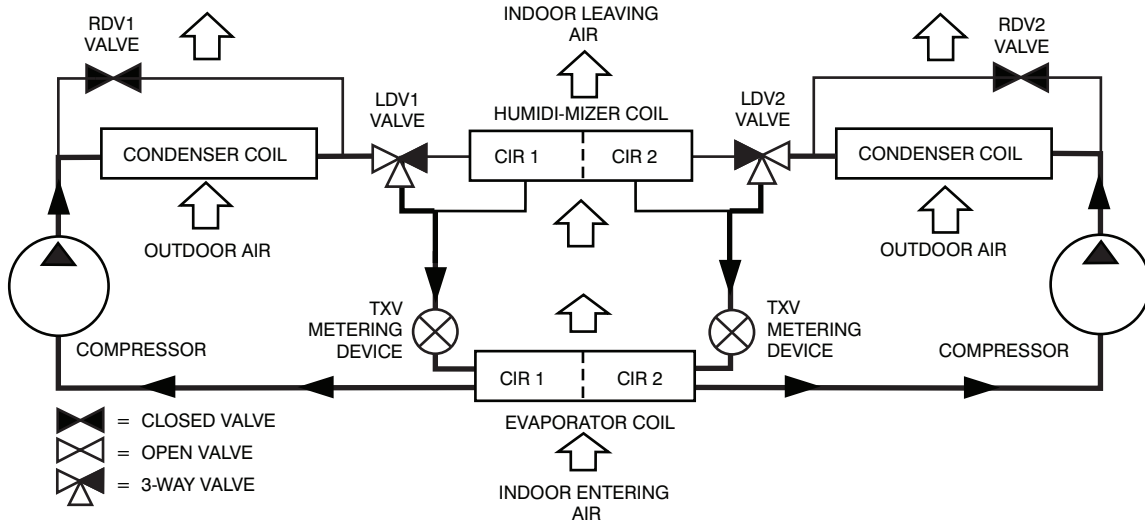 RDV1
VALVE
INDOOR LEAVING
AIR
RDV2
VALVE
LDV1
VALVE
HUMIDI-MIZER COIL
LDV2
VALVE
CONDENSER COIL
CIR 1
CIR 2
CONDENSER COIL
OUTDOOR AIR
OUTDOOR AIR
TXV
METERING
DEVICE
TXV
METERING
DEVICE
COMPRESSOR
COMPRESSOR
CIR 1
CIR 2
EVAPORATOR COIL
= CLOSED VALVE
= OPEN VALVE
= 3-WAY VALVE
INDOOR ENTERING
AIR